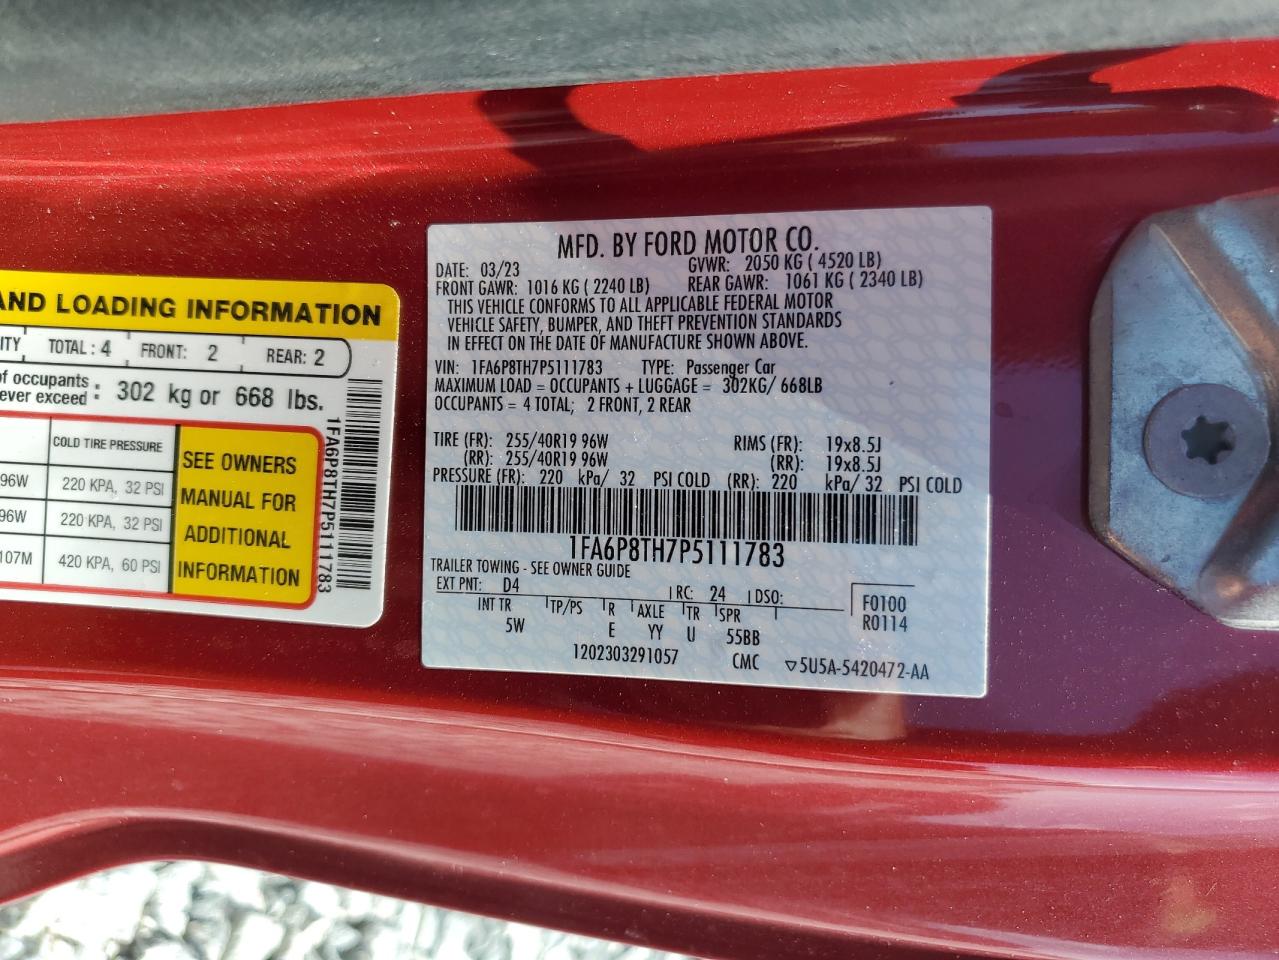 AND LOADING INFORMATION
TOTAL: 4 FRONT: 2 REAR: 2
of occupants
ever exceed : 302 kg or 668 lbs.
COLD TIRE PRESSURE
96W 220 KPA, 32 PSI
96W 220 KPA, 32 PSI
107M 420 KPA, 60 PSI
SEE OWNERS
MANUAL FOR
ADDITIONAL
INFORMATION
1FA6P8TH7P5111783
MFD. BY FORD MOTOR CO.
DATE: 03/23 GVWR: 2050 KG ( 4520 LB)
FRONT GAWR: 1016 KG ( 2240 LB) REAR GAWR: 1061 KG ( 2340 LB)
THIS VEHICLE CONFORMS TO ALL APPLICABLE FEDERAL MOTOR
VEHICLE SAFETY, BUMPER, AND THEFT PREVENTION STANDARDS
IN EFFECT ON THE DATE OF MANUFACTURE SHOWN ABOVE.
VIN: 1FA6P8TH7P5111783 TYPE: Passenger Car
MAXIMUM LOAD = OCCUPANTS + LUGGAGE = 302KG/ 668LB
OCCUPANTS = 4 TOTAL; 2 FRONT, 2 REAR
TIRE (FR): 255/40R19 96W RIMS (FR): 19x8.5J
(RR): 255/40R19 96W (RR): 19x8.5J
PRESSURE (FR): 220 kPa/ 32 PSI COLD (RR): 220 kPa/ 32 PSI COLD
1FA6P8TH7P5111783
TRAILER TOWING - SEE OWNER GUIDE
EXT PNT: D4 RC: 24 DSO: F0100
INT TR TP/PS R AXLE TR SPR R0114
5W E YY U 55BB
1202303291057 CMC ▽5U5A-5420472-AA